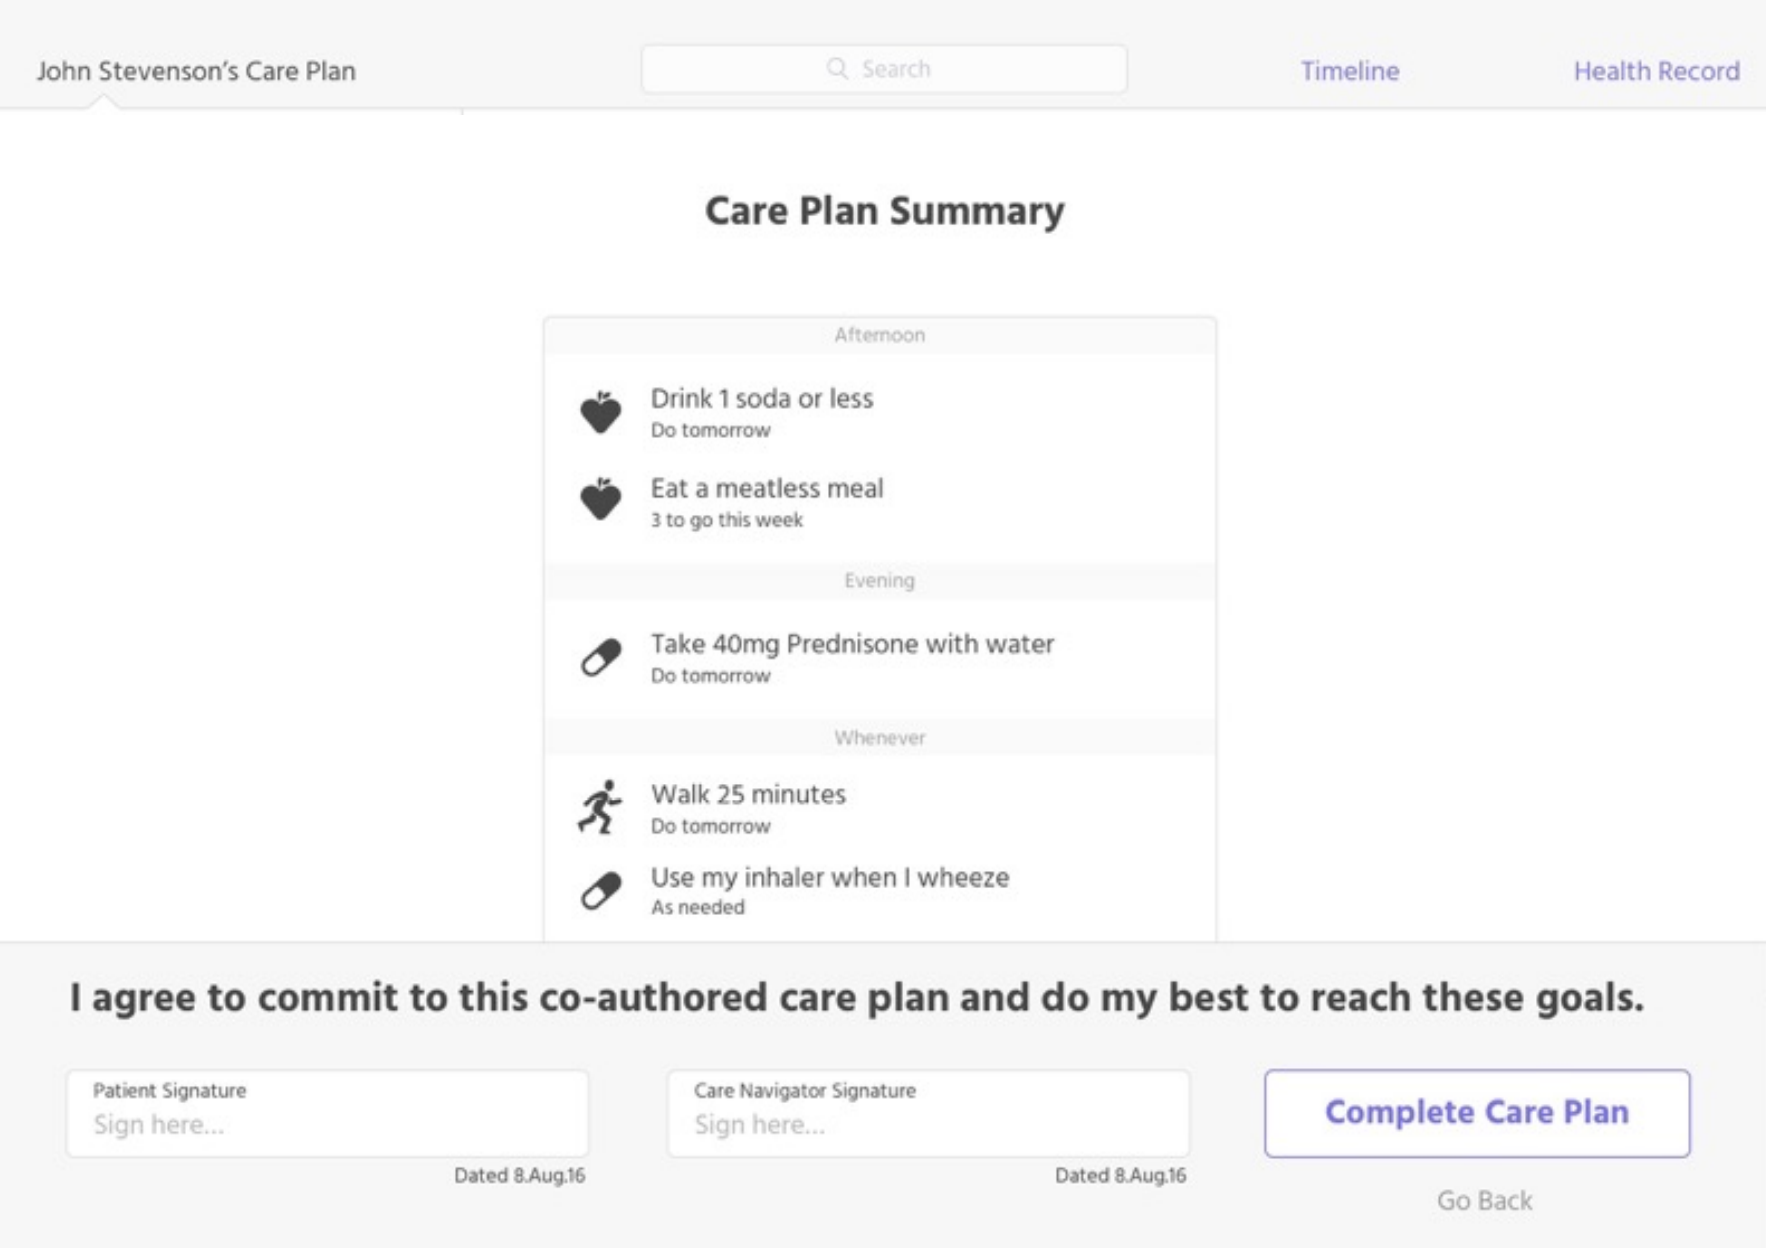 John Stevenson's Care Plan
Search
Timeline
Health Record
Care Plan Summary
Afternoon
Drink 1 soda or less
Do tomorrow
Eat a meatless meal
3 to go this week
Evening
Take 40mg Prednisone with water
Do tomorrow
Whenever
Walk 25 minutes
Do tomorrow
Use my inhaler when I wheeze
As needed
I agree to commit to this co-authored care plan and do my best to reach these goals.
Patient Signature
Sign here...
Dated 8.Aug.16
Care Navigator Signature
Sign here...
Dated 8.Aug.16
Complete Care Plan
Go Back